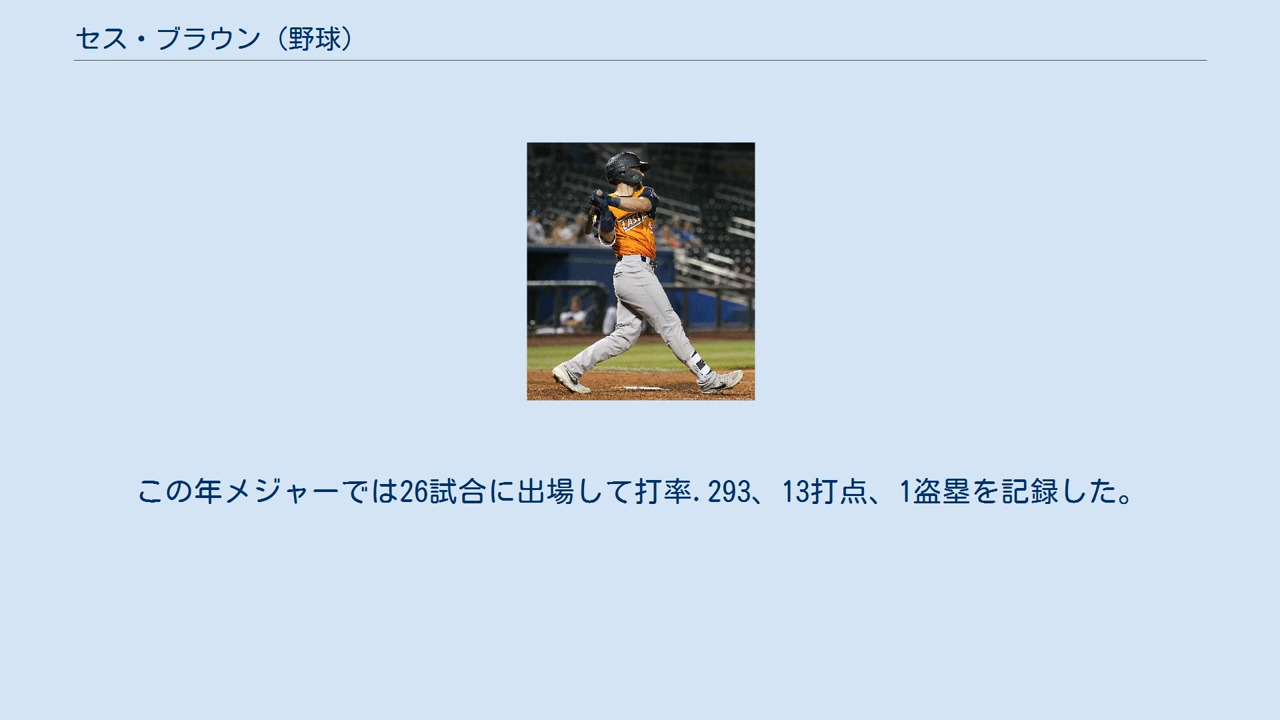 セス・ブラウン（野球）
この年メジャーでは26試合に出場して打率.293、13打点、1盗塁を記録した。